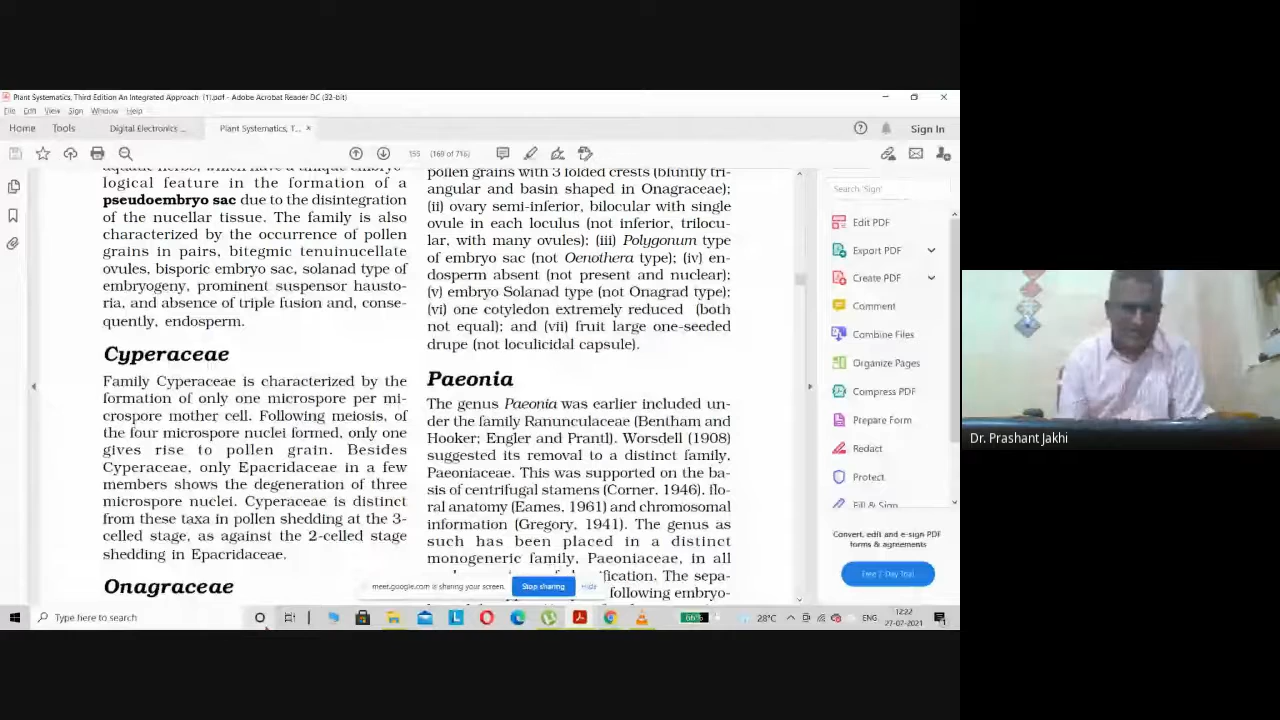 Plant Systematics, Third Edition An Integrated Approach (1).pdf - Adobe Acrobat Reader DC (32-bit)
File Edit View Sign Window Help
Home Tools Digital Electronics ... Plant Systematics, T... ×
Sign In
155 (169 of 716)
logical feature in the formation of a
pseudoembryo sac due to the disintegration
of the nucellar tissue. The family is also
characterized by the occurrence of pollen
grains in pairs, bitegmic tenuinucellate
ovules, bisporic embryo sac, solanad type of
embryogeny, prominent suspensor hausto-
ria, and absence of triple fusion and, conse-
quently, endosperm.
Cyperaceae
Family Cyperaceae is characterized by the
formation of only one microspore per mi-
crospore mother cell. Following meiosis, of
the four microspore nuclei formed, only one
gives rise to pollen grain. Besides
Cyperaceae, only Epacridaceae in a few
members shows the degeneration of three
microspore nuclei. Cyperaceae is distinct
from these taxa in pollen shedding at the 3-
celled stage, as against the 2-celled stage
shedding in Epacridaceae.
Onagraceae
pollen grains with 3 folded crests (bluntly tri-
angular and basin shaped in Onagraceae);
(ii) ovary semi-inferior, bilocular with single
ovule in each loculus (not inferior, trilocu-
lar, with many ovules); (iii) Polygonum type
of embryo sac (not Oenothera type); (iv) en-
dosperm absent (not present and nuclear);
(v) embryo Solanad type (not Onagrad type);
(vi) one cotyledon extremely reduced (both
not equal); and (vii) fruit large one-seeded
drupe (not loculicidal capsule).
Paeonia
The genus Paeonia was earlier included un-
der the family Ranunculaceae (Bentham and
Hooker; Engler and Prantl). Worsdell (1908)
suggested its removal to a distinct family,
Paeoniaceae. This was supported on the ba-
sis of centrifugal stamens (Corner, 1946), flo-
ral anatomy (Eames, 1961) and chromosomal
information (Gregory, 1941). The genus as
such has been placed in a distinct
monogeneric family, Paeoniaceae, in all
fication. The sepa-
following embryo-
Search 'Sign'
Edit PDF
Export PDF
Create PDF
Comment
Combine Files
Organize Pages
Compress PDF
Prepare Form
Redact
Protect
Fill & Sign
Convert, edit and e-sign PDF
forms & agreements
Free 7-Day Trial
meet.google.com is sharing your screen. Stop sharing Hide
Type here to search
66%
28°C
ENG
12:22
27-07-2021
Dr. Prashant Jakhi